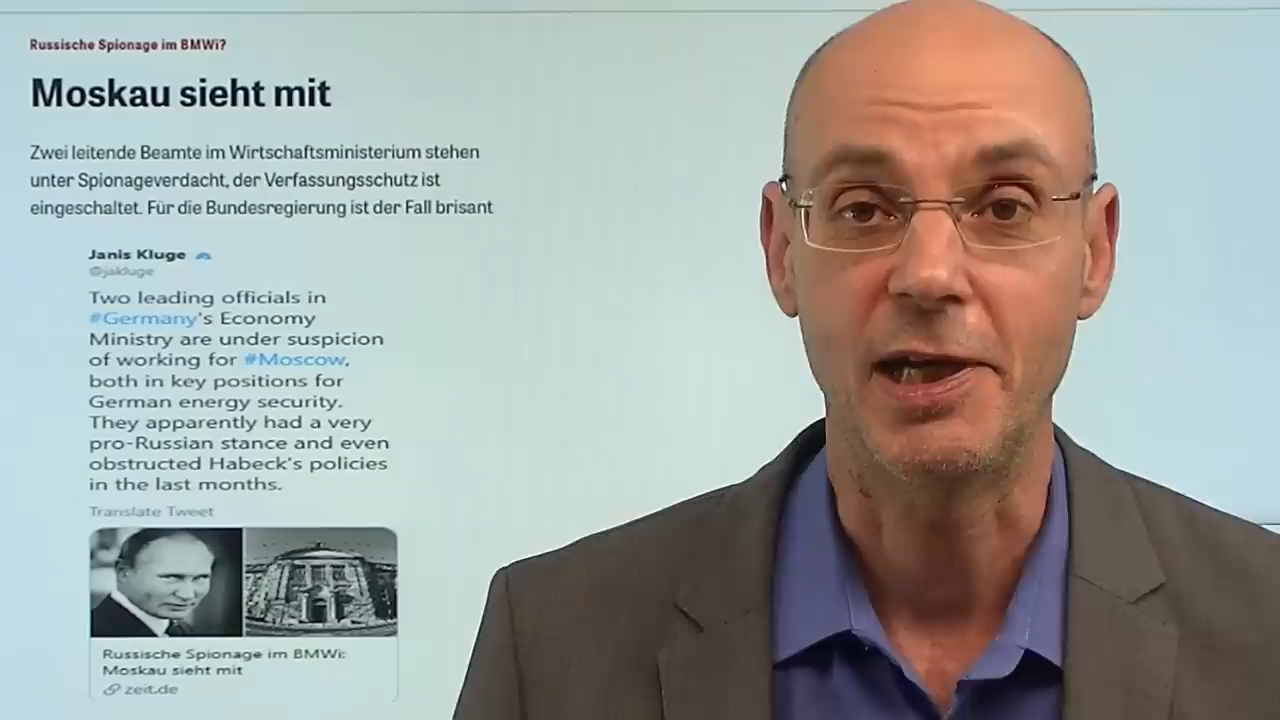 Russische Spionage im BMWi?
Moskau sieht mit
Zwei leitende Beamte im Wirtschaftsministerium stehen
unter Spionageverdacht, der Verfassungsschutz ist
eingeschaltet. Für die Bundesregierung ist der Fall brisant
Janis Kluge
@jakluge
Two leading officials in
#Germany's Economy
Ministry are under suspicion
of working for #Moscow,
both in key positions for
German energy security.
They apparently had a very
pro-Russian stance and even
obstructed Habeck's policies
in the last months.
Translate Tweet
Russische Spionage im BMWi:
Moskau sieht mit
zeit.de